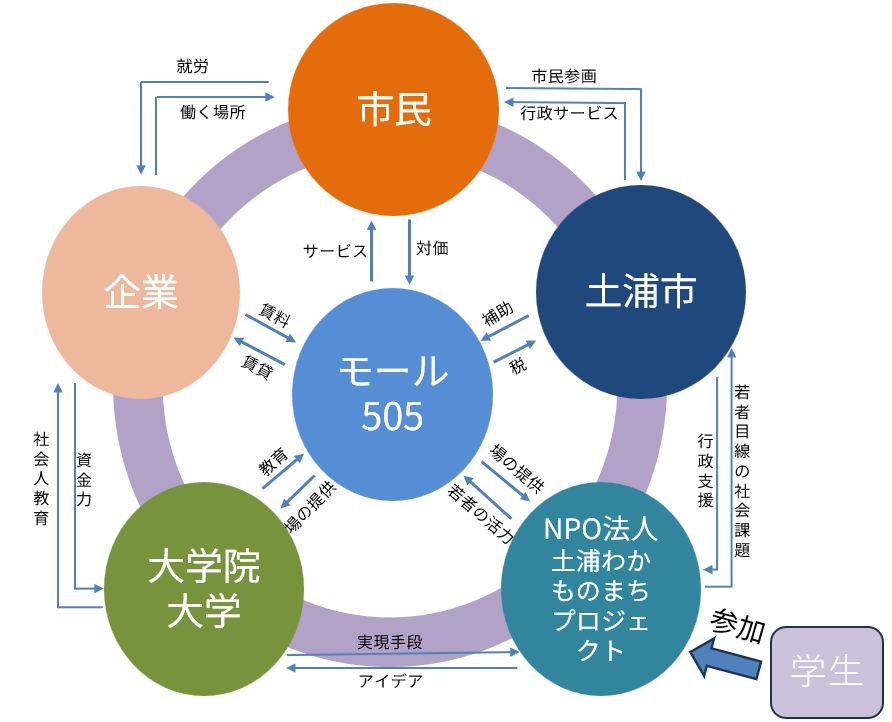 市民
就労
働く場所
市民参画
行政サービス
サービス
対価
企業
土浦市
モール
505
賃料
賃貸
補助
税
教育
場の提供
場の提供
若者の活力
社会人教育
資金力
行政支援
若者目線の社会課題
大学院
大学
NPO法人
土浦わか
ものまち
プロジェ
クト
実現手段
アイデア
参加
学生